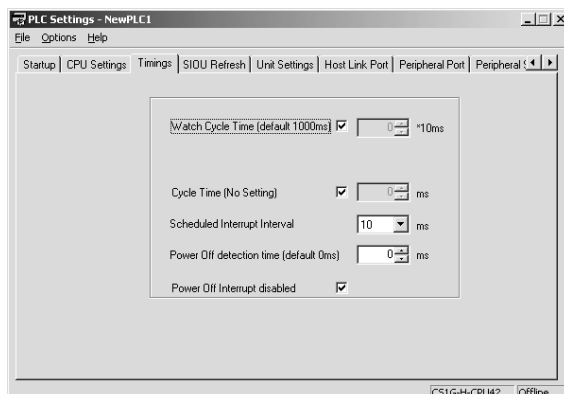 PLC Settings - NewPLC1
File Options Help
Startup CPU Settings Timings SIOU Refresh Unit Settings Host Link Port Peripheral Port Peripheral
Watch Cycle Time (default 1000ms) 0 *10ms
Cycle Time (No Setting) 0 ms
Scheduled Interrupt Interval 10 ms
Power Off detection time (default 0ms) 0 ms
Power Off Interrupt disabled
CS1G-H-CPU42 Offline